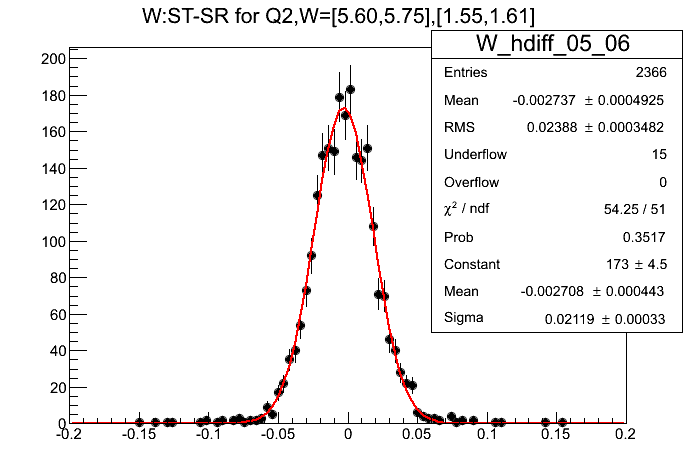 W:ST-SR for Q2,W=[5.60,5.75],[1.55,1.61]
W_hdiff_05_06
Entries 2366
Mean -0.002737 ± 0.0004925
RMS 0.02388 ± 0.0003482
Underflow 15
Overflow 0
χ² / ndf 54.25 / 51
Prob 0.3517
Constant 173 ± 4.5
Mean -0.002708 ± 0.000443
Sigma 0.02119 ± 0.00033
200
180
160
140
120
100
80
60
40
20
0
-0.2 -0.15 -0.1 -0.05 0 0.05 0.1 0.15 0.2